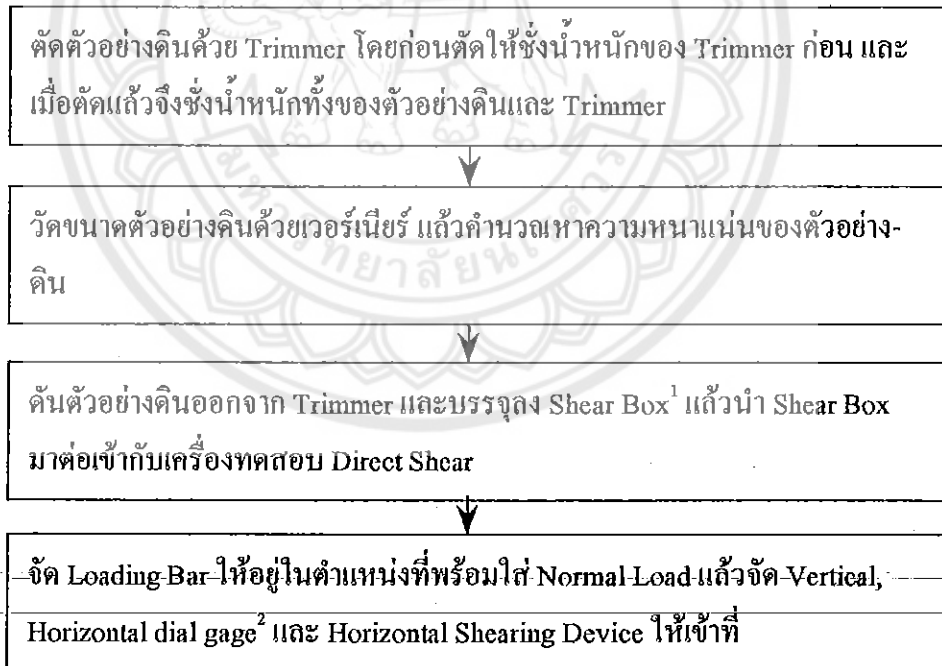 ตัดตัวอย่างดินด้วย Trimmer โดยก่อนตัดให้ชั่งน้ำหนักของ Trimmer ก่อน และ
เมื่อตัดแล้วจึงชั่งน้ำหนักทั้งของตัวอย่างดินและ Trimmer
วัดขนาดตัวอย่างดินด้วยเวอร์เนียร์ แล้วคำนวณหาความหนาแน่นของตัวอย่าง-
ดิน
ดันตัวอย่างดินออกจาก Trimmer และบรรจุลง Shear Box¹ แล้วนำ Shear Box
มาต่อเข้ากับเครื่องทดสอบ Direct Shear
จัด Loading Bar ให้อยู่ในตำแหน่งที่พร้อมใส่ Normal Load แล้วจัด Vertical,
Horizontal dial gage² และ Horizontal Shearing Device ให้เข้าที่